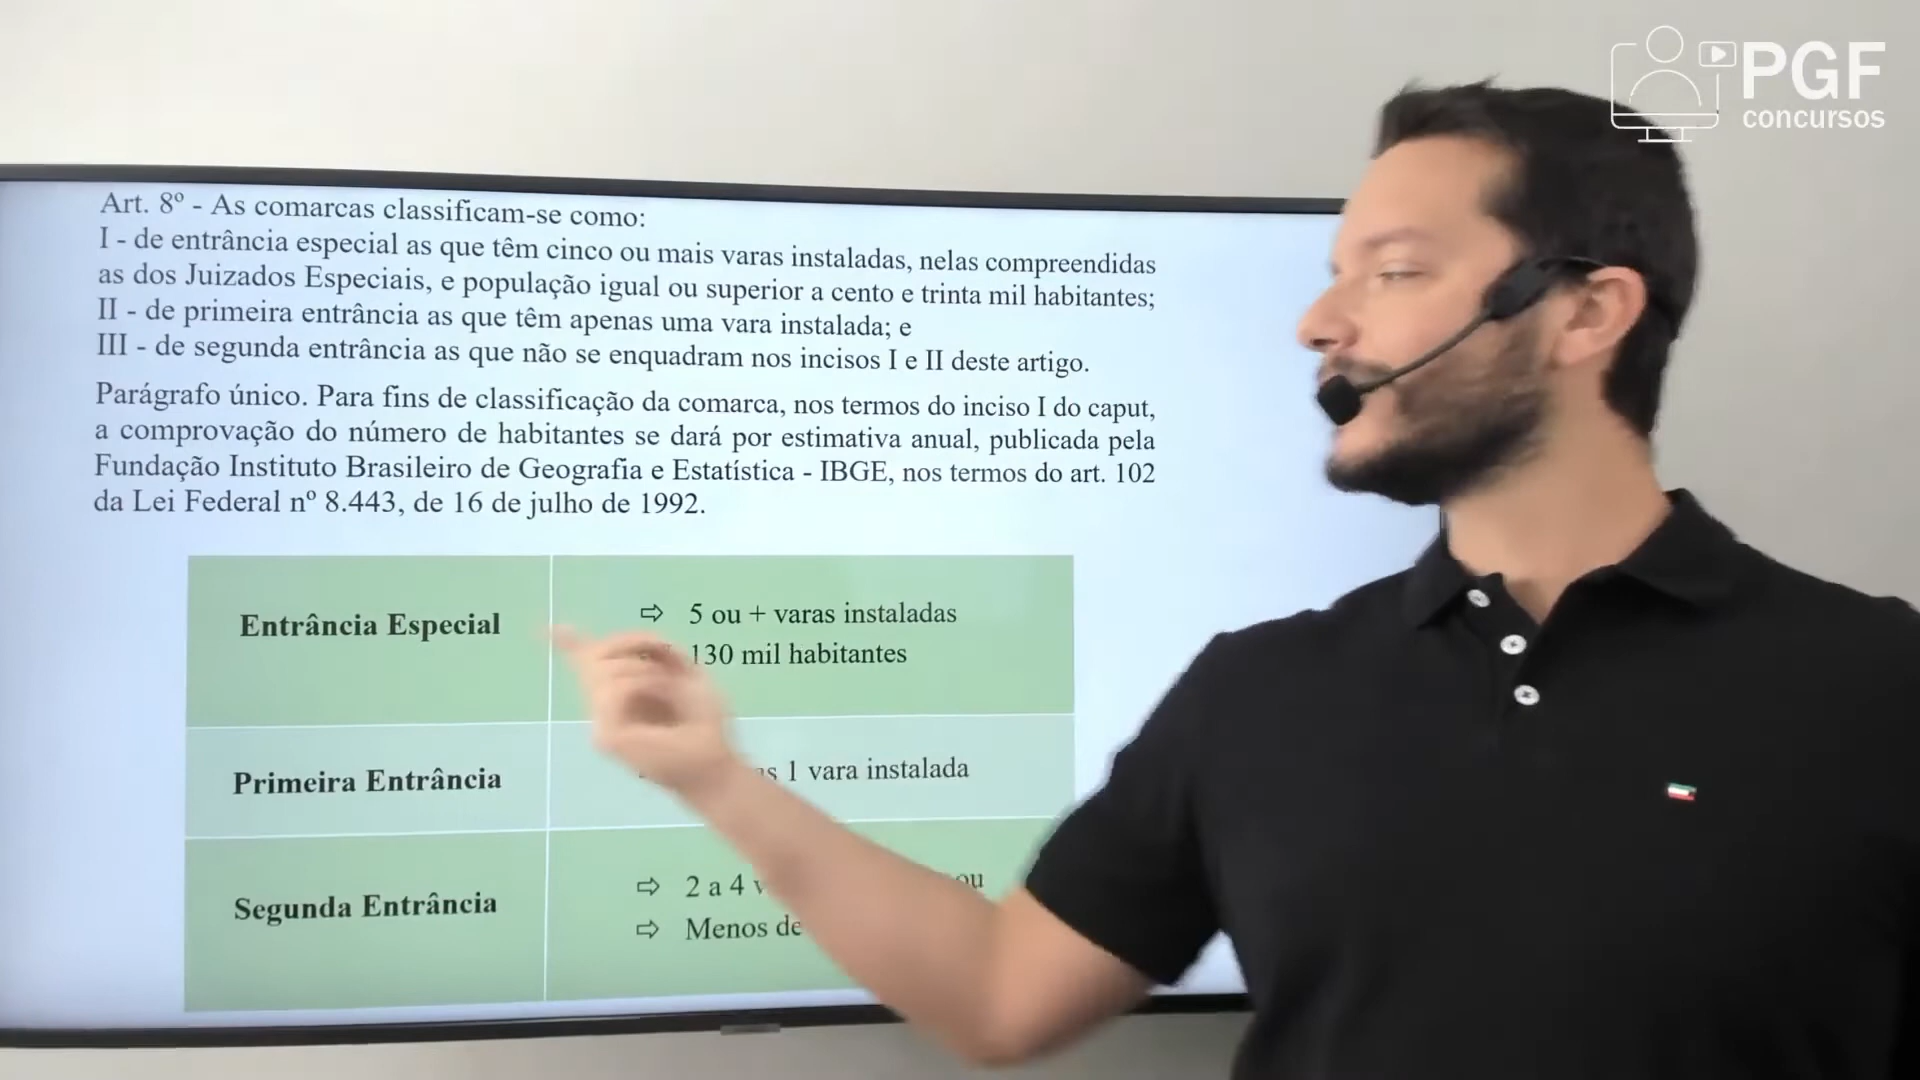 PGF
concursos
Art. 8º - As comarcas classificam-se como:
I - de entrância especial as que têm cinco ou mais varas instaladas, nelas compreendidas
as dos Juizados Especiais, e população igual ou superior a cento e trinta mil habitantes;
II - de primeira entrância as que têm apenas uma vara instalada; e
III - de segunda entrância as que não se enquadram nos incisos I e II deste artigo.
Parágrafo único. Para fins de classificação da comarca, nos termos do inciso I do caput,
a comprovação do número de habitantes se dará por estimativa anual, publicada pela
Fundação Instituto Brasileiro de Geografia e Estatística - IBGE, nos termos do art. 102
da Lei Federal nº 8.443, de 16 de julho de 1992.
Entrância Especial
⇨ 5 ou + varas instaladas
130 mil habitantes
Primeira Entrância
1 vara instalada
Segunda Entrância
⇨ 2 a 4 ou
⇨ Menos de